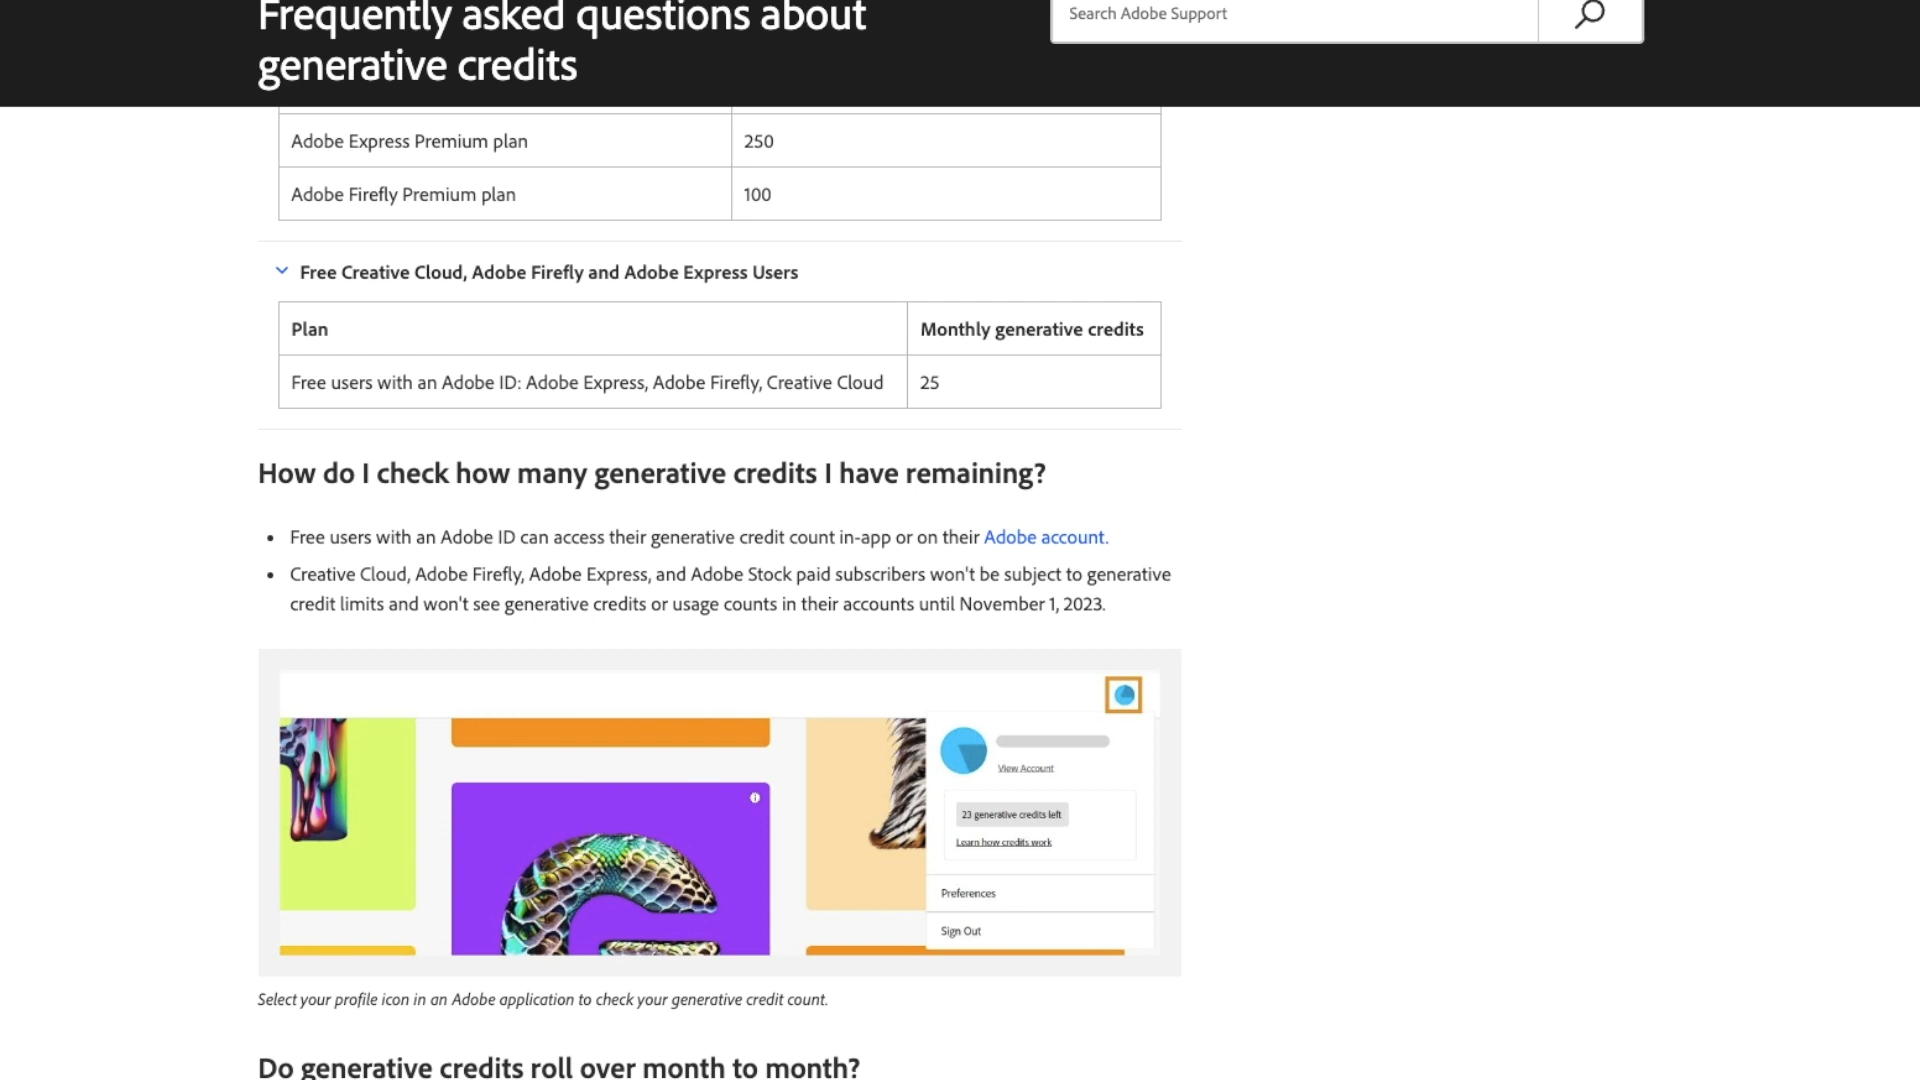 Frequently asked questions about
generative credits
Search Adobe Support
Adobe Express Premium plan 250
Adobe Firefly Premium plan 100
Free Creative Cloud, Adobe Firefly and Adobe Express Users
Plan Monthly generative credits
Free users with an Adobe ID: Adobe Express, Adobe Firefly, Creative Cloud 25
How do I check how many generative credits I have remaining?
• Free users with an Adobe ID can access their generative credit count in-app or on their Adobe account.
• Creative Cloud, Adobe Firefly, Adobe Express, and Adobe Stock paid subscribers won't be subject to generative
credit limits and won't see generative credits or usage counts in their accounts until November 1, 2023.
View Account
23 generative credits left
Learn how credits work
Preferences
Sign Out
Select your profile icon in an Adobe application to check your generative credit count.
Do generative credits roll over month to month?